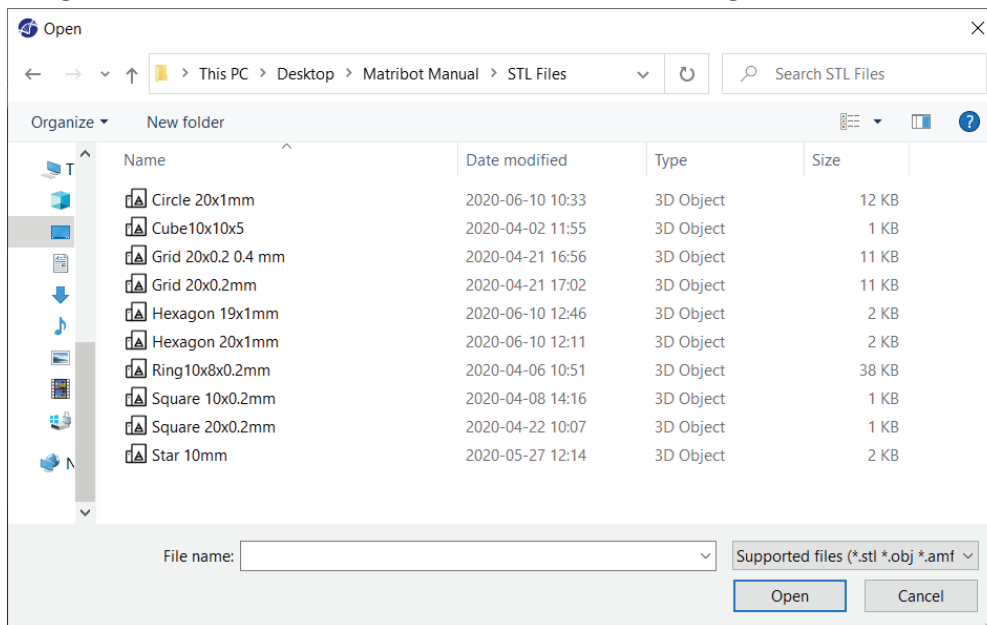 Open
> This PC > Desktop > Matribot Manual > STL Files
Search STL Files
Organize New folder
Name Date modified Type Size
Circle 20x1mm 2020-06-10 10:33 3D Object 12 KB
Cube10x10x5 2020-04-02 11:55 3D Object 1 KB
Grid 20x0.2 0.4 mm 2020-04-21 16:56 3D Object 11 KB
Grid 20x0.2mm 2020-04-21 17:02 3D Object 11 KB
Hexagon 19x1mm 2020-06-10 12:46 3D Object 2 KB
Hexagon 20x1mm 2020-06-10 12:11 3D Object 2 KB
Ring10x8x0.2mm 2020-04-06 10:51 3D Object 38 KB
Square 10x0.2mm 2020-04-08 14:16 3D Object 1 KB
Square 20x0.2mm 2020-04-22 10:07 3D Object 1 KB
Star 10mm 2020-05-27 12:14 3D Object 2 KB
File name: Supported files (*.stl *.obj *.amf
Open Cancel